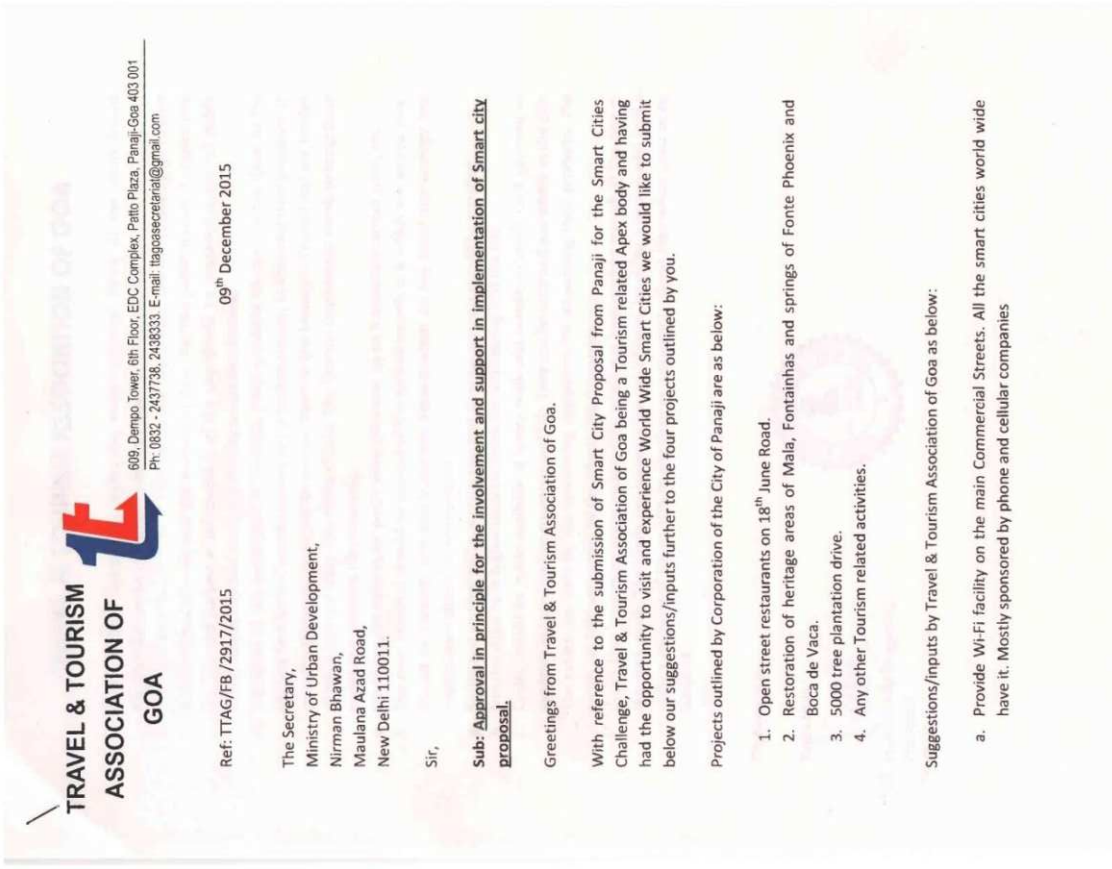 TRAVEL & TOURISM
ASSOCIATION OF
GOA
609, Dempo Tower, 6th Floor, EDC Complex, Patto Plaza, Panaji-Goa 403 001
Ph: 0832 - 2437738, 2438333. E-mail: ttagoasecretariat@gmail.com
Ref: TTAG/FB /2917/2015 09th December 2015
The Secretary,
Ministry of Urban Development,
Nirman Bhawan,
Maulana Azad Road,
New Delhi 110011.
Sir,
Sub: Approval in principle for the involvement and support in implementation of Smart city
proposal.
Greetings from Travel & Tourism Association of Goa.
With reference to the submission of Smart City Proposal from Panaji for the Smart Cities
Challenge, Travel & Tourism Association of Goa being a Tourism related Apex body and having
had the opportunity to visit and experience World Wide Smart Cities we would like to submit
below our suggestions/inputs further to the four projects outlined by you.
Projects outlined by Corporation of the City of Panaji are as below:
1. Open street restaurants on 18th June Road.
2. Restoration of heritage areas of Mala, Fontainhas and springs of Fonte Phoenix and
Boca de Vaca.
3. 5000 tree plantation drive.
4. Any other Tourism related activities.
Suggestions/inputs by Travel & Tourism Association of Goa as below:
a. Provide Wi-Fi facility on the main Commercial Streets. All the smart cities world wide
have it. Mostly sponsored by phone and cellular companies